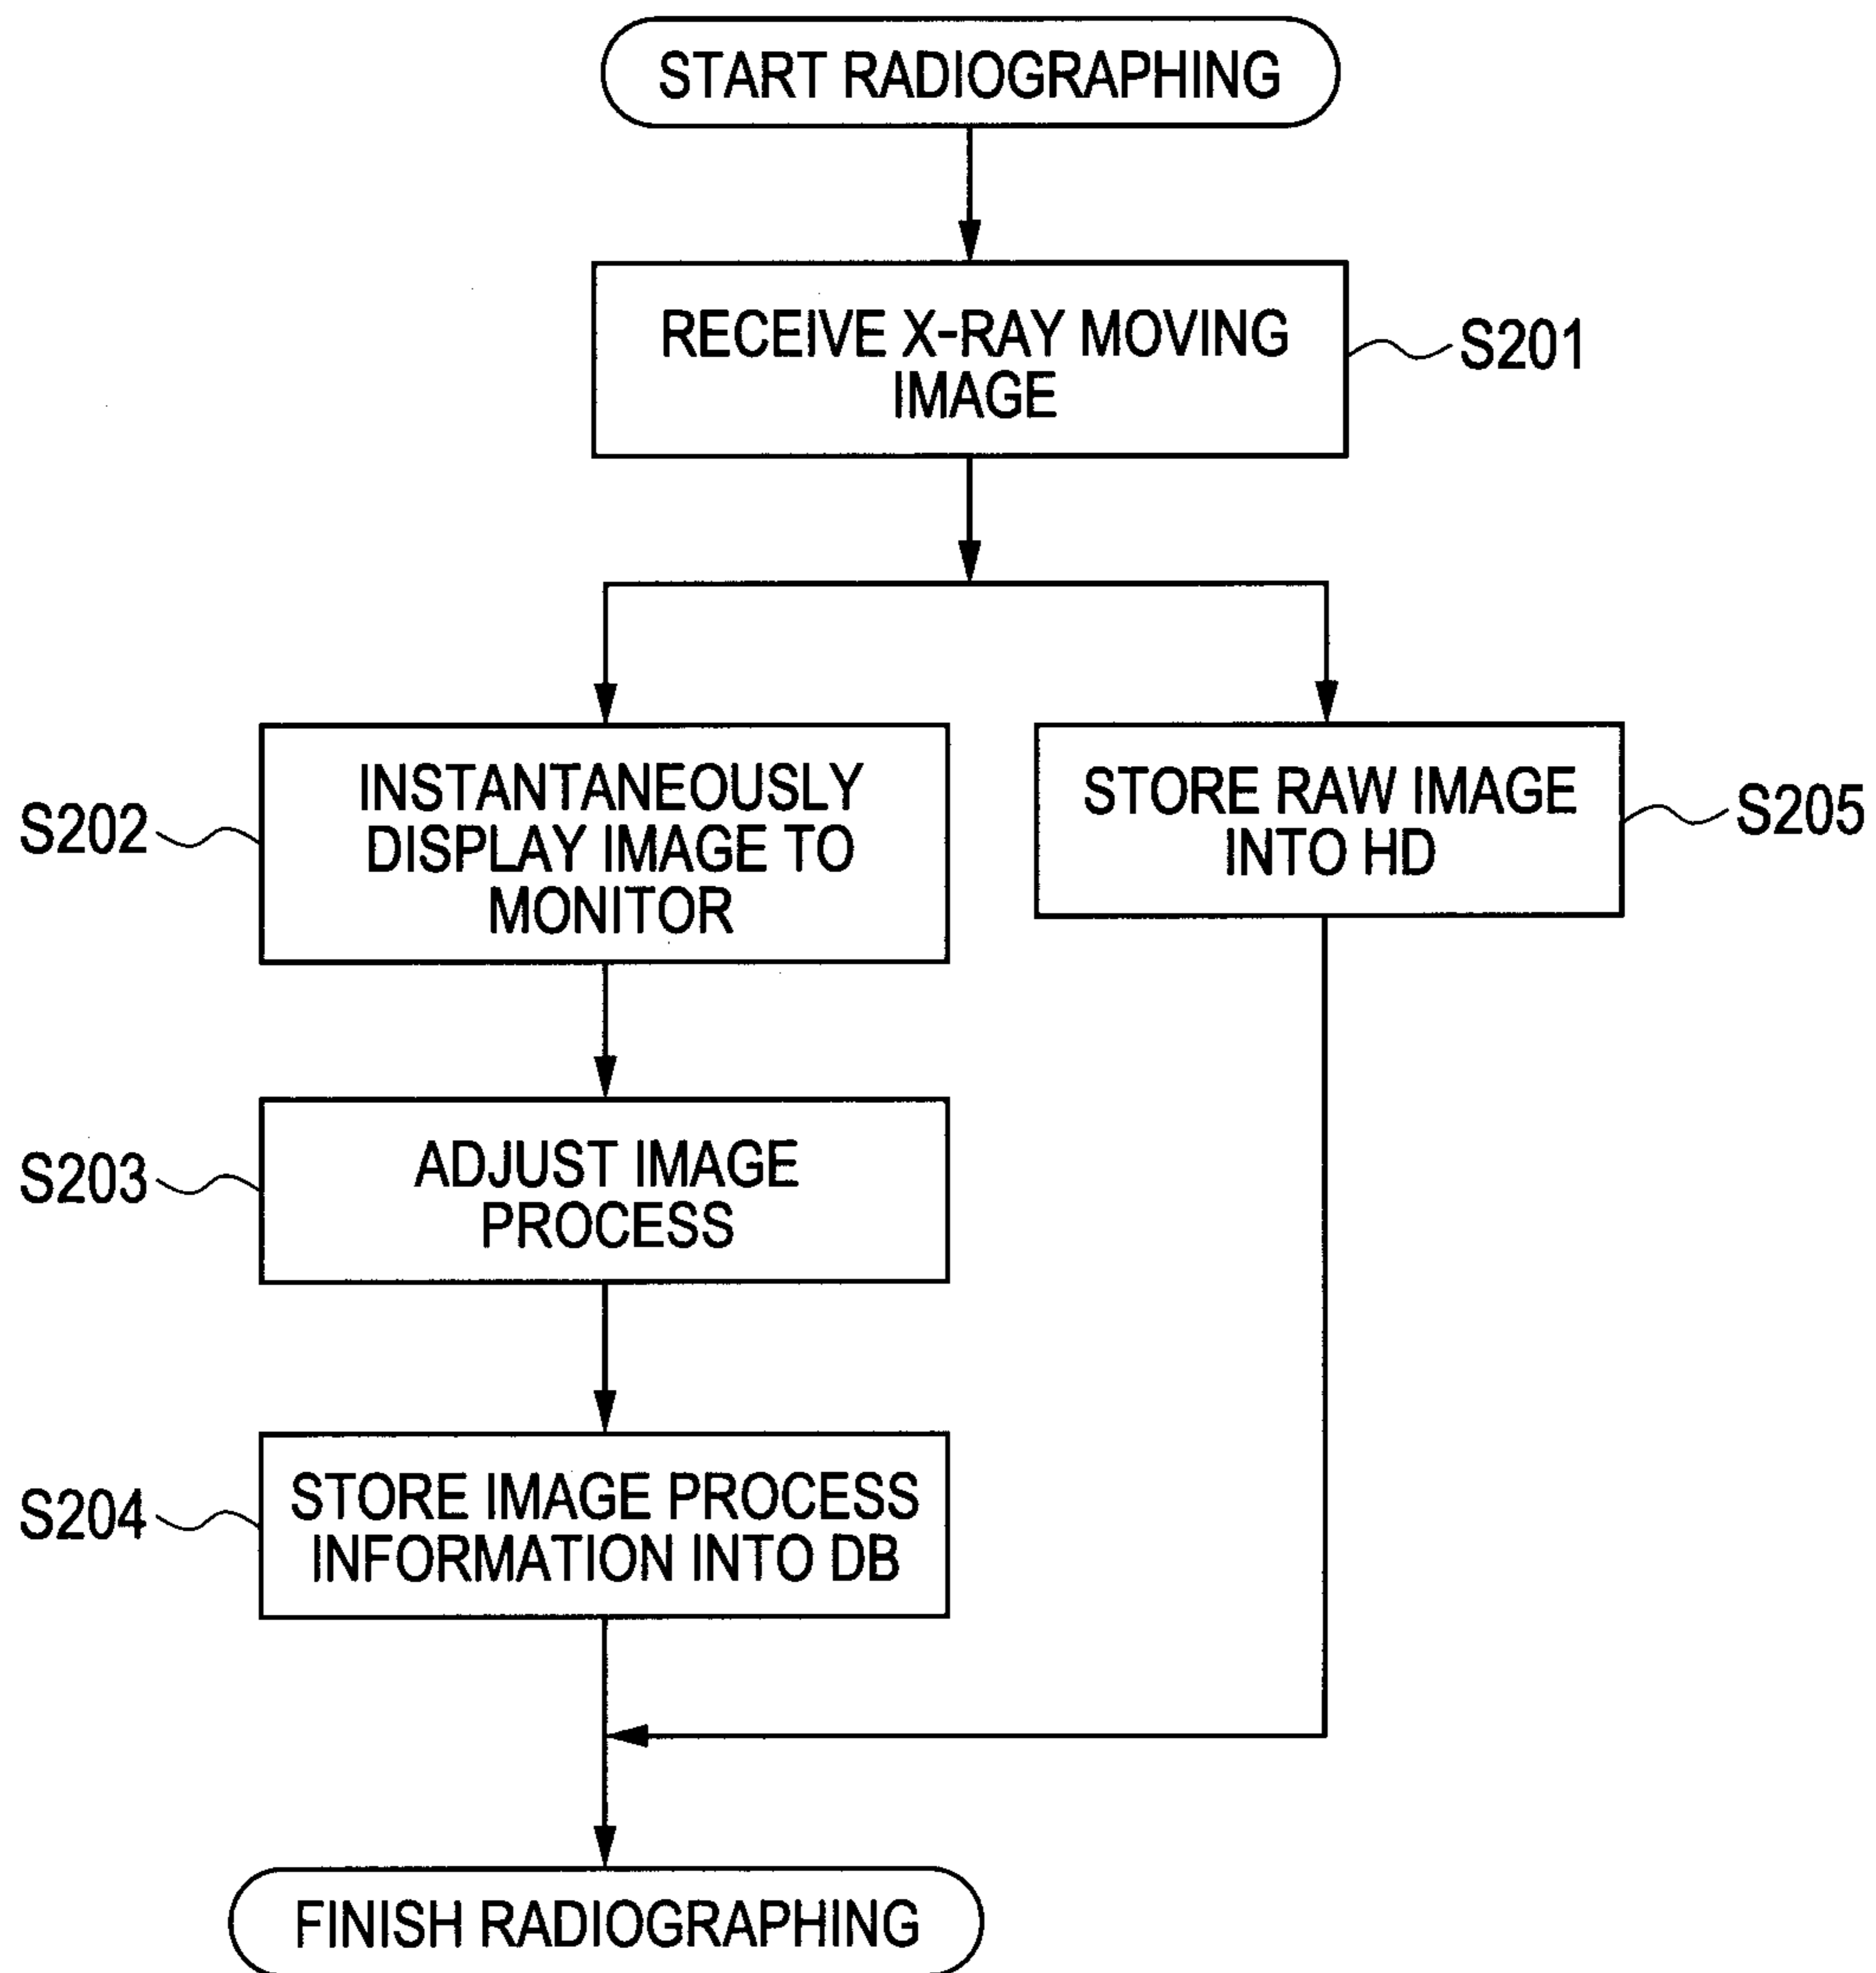 START RADIOGRAPHING
RECEIVE X-RAY MOVING
IMAGE
S201
S202
INSTANTANEOUSLY
DISPLAY IMAGE TO
MONITOR
STORE RAW IMAGE
INTO HD
S205
S203
ADJUST IMAGE
PROCESS
S204
STORE IMAGE PROCESS
INFORMATION INTO DB
FINISH RADIOGRAPHING